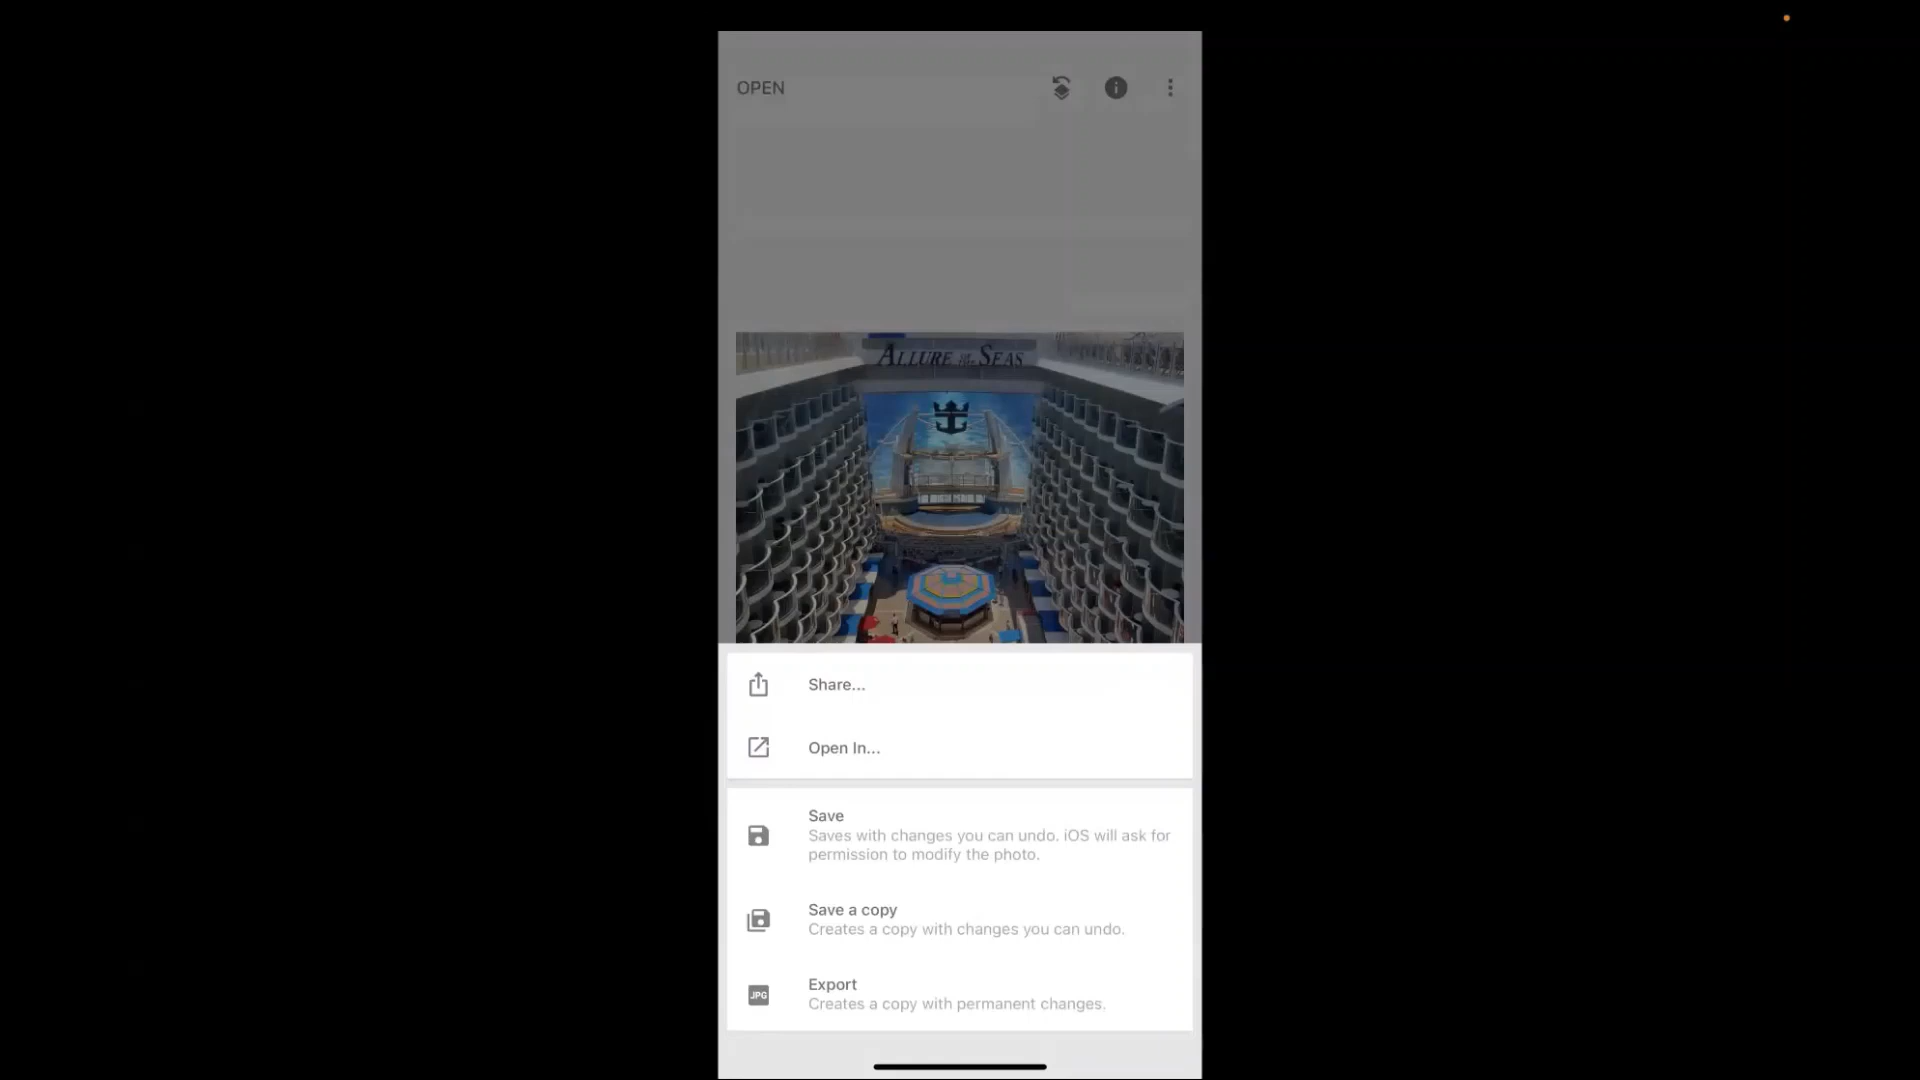 OPEN
ALLURE OF THE SEAS
Share...
Open In...
Save
Saves with changes you can undo. iOS will ask for
permission to modify the photo.
Save a copy
Creates a copy with changes you can undo.
JPG
Export
Creates a copy with permanent changes.